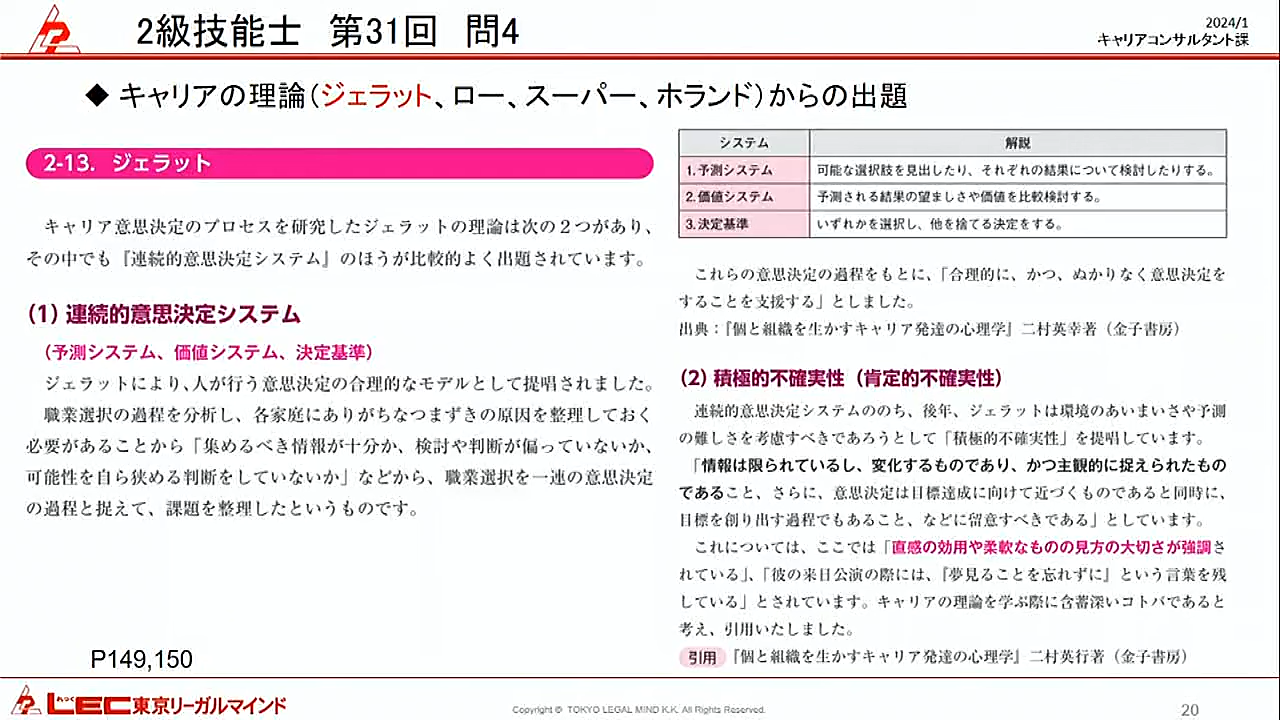 2級技能士　第31回　問4
2024/1
キャリアコンサルタント課
◆ キャリアの理論（ジェラット、ロー、スーパー、ホランド）からの出題
2-13. ジェラット
キャリア意思決定のプロセスを研究したジェラットの理論は次の２つがあり、
その中でも『連続的意思決定システム』のほうが比較的よく出題されています。
(1) 連続的意思決定システム
（予測システム、価値システム、決定基準）
ジェラットにより、人が行う意思決定の合理的なモデルとして提唱されました。
職業選択の過程を分析し、各家庭にありがちなつまずきの原因を整理しておく
必要があることから「集めるべき情報が十分か、検討や判断が偏っていないか、
可能性を自ら狭める判断をしていないか」などから、職業選択を一連の意思決定
の過程と捉えて、課題を整理したというものです。
P149,150
システム 解説
1.予測システム 可能な選択肢を見出したり、それぞれの結果について検討したりする。
2.価値システム 予測される結果の望ましさや価値を比較検討する。
3.決定基準 いずれかを選択し、他を捨てる決定をする。
これらの意思決定の過程をもとに、「合理的に、かつ、ぬかりなく意思決定を
することを支援する」としました。
出典：『個と組織を生かすキャリア発達の心理学』二村英幸著（金子書房）
(2) 積極的不確実性（肯定的不確実性）
連続的意思決定システムののち、後年、ジェラットは環境のあいまいさや予測
の難しさを考慮すべきであろうとして「積極的不確実性」を提唱しています。
「情報は限られているし、変化するものであり、かつ主観的に捉えられたもの
であること、さらに、意思決定は目標達成に向けて近づくものであると同時に、
目標を創り出す過程でもあること、などに留意すべきである」としています。
これについては、ここでは「直感の効用や柔軟なものの見方の大切さが強調さ
れている」、「彼の来日公演の際には、『夢見ることを忘れずに』という言葉を残
している」とされています。キャリアの理論を学ぶ際に含蓄深いコトバであると
考え、引用いたしました。
引用 『個と組織を生かすキャリア発達の心理学』二村英行著（金子書房）
れっく
LEC東京リーガルマインド
Copyright © TOKYO LEGAL MIND K.K. All Rights Reserved.
20